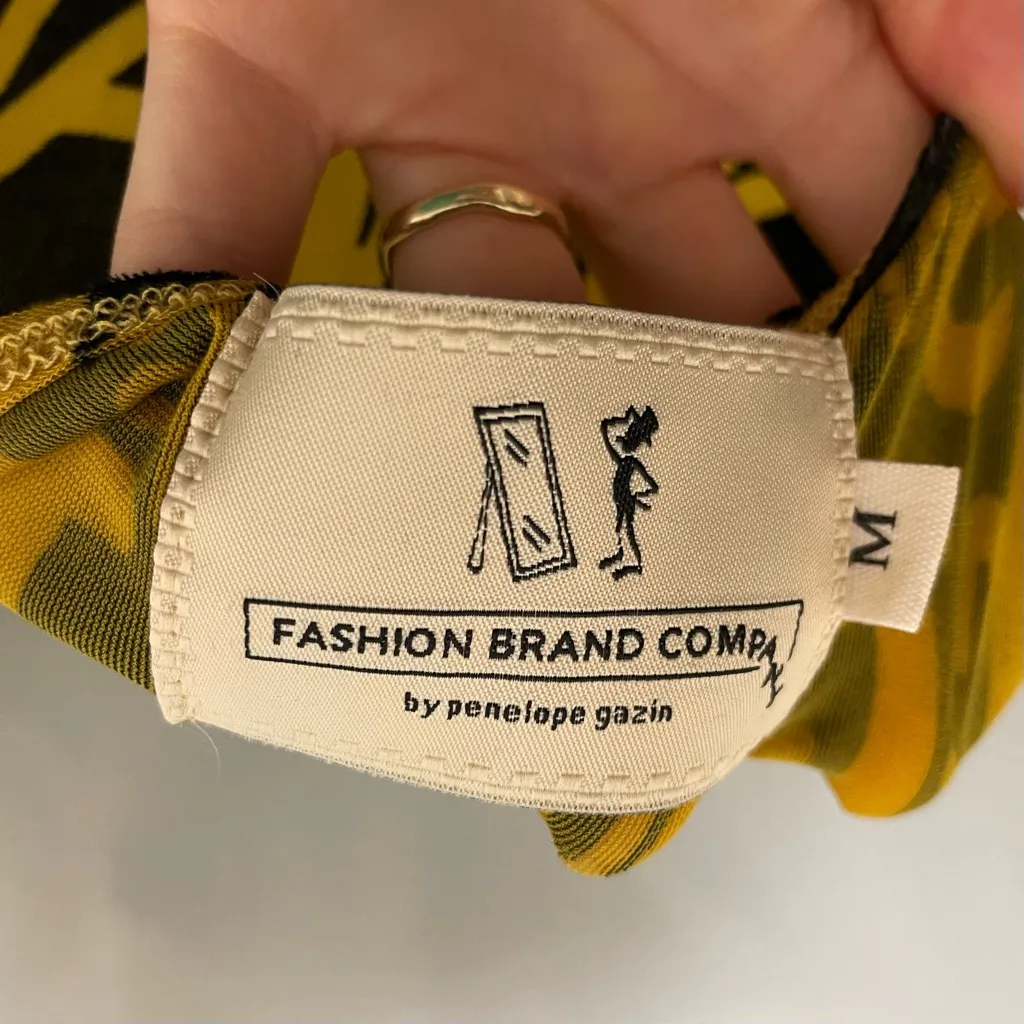 FASHION BRAND COMPANY
by penelope gazin
M